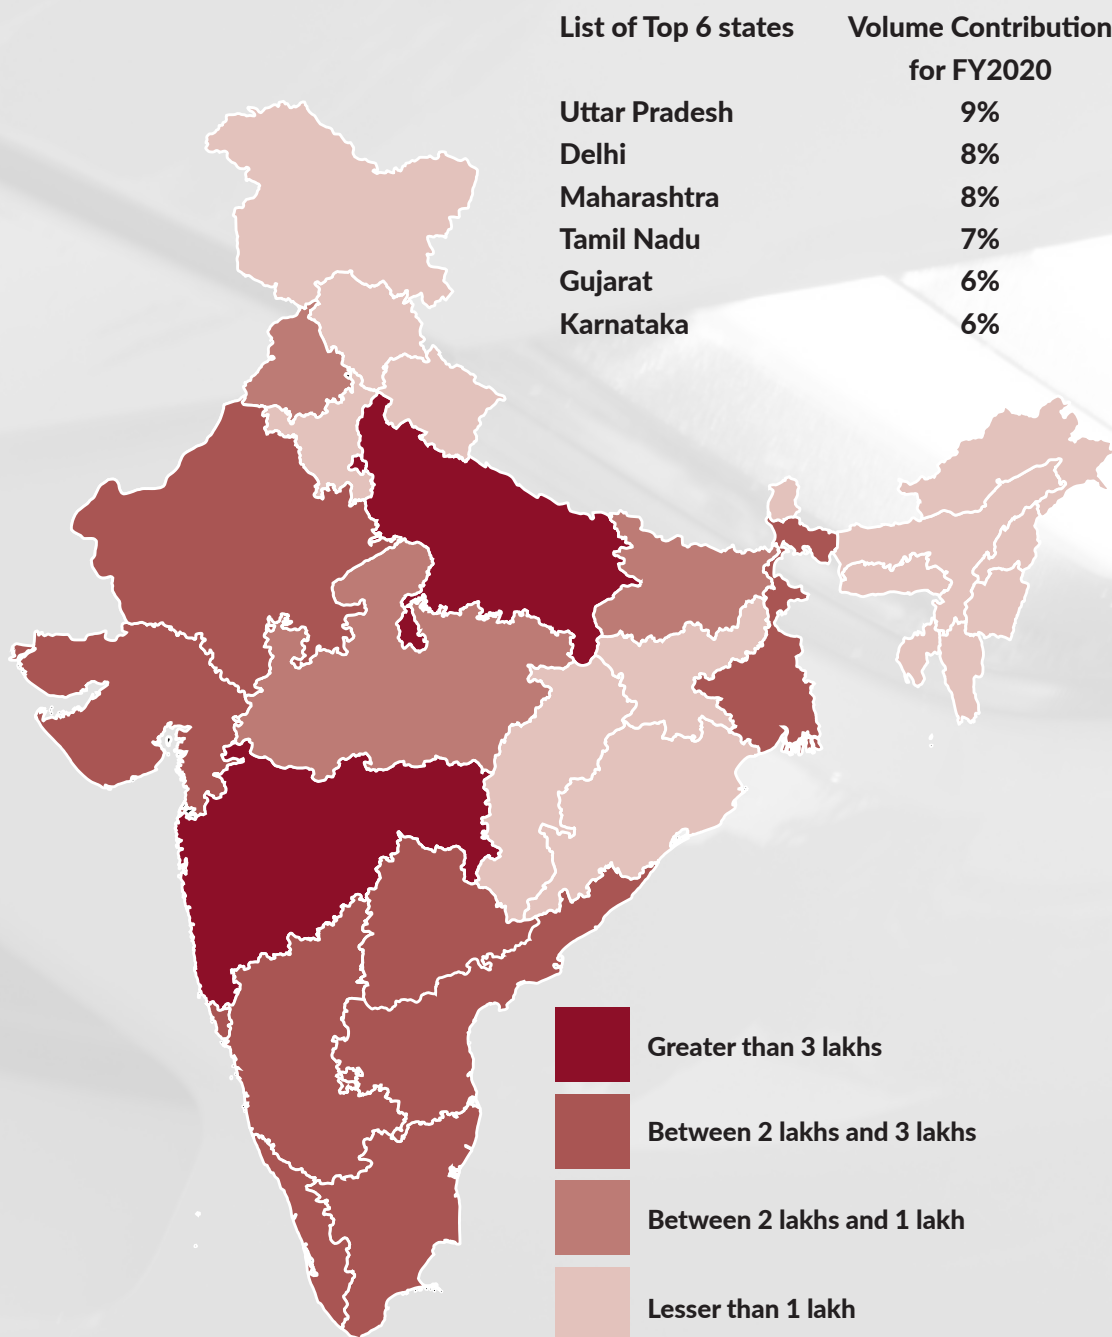 List of Top 6 states Volume Contribution
for FY2020
Uttar Pradesh 9%
Delhi 8%
Maharashtra 8%
Tamil Nadu 7%
Gujarat 6%
Karnataka 6%
Greater than 3 lakhs
Between 2 lakhs and 3 lakhs
Between 2 lakhs and 1 lakh
Lesser than 1 lakh